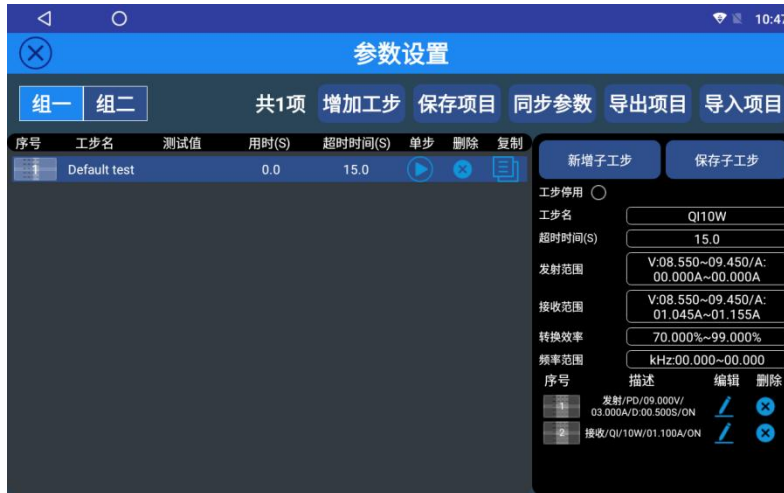 10:47
参数设置
组一 组二 共1项 增加工步 保存项目 同步参数 导出项目 导入项目
序号 工步名 测试值 用时(S) 超时时间(S) 单步 删除 复制
1 Default test 0.0 15.0
新增子工步 保存子工步
工步停用
工步名 QI10W
超时时间(S) 15.0
发射范围 V:08.550~09.450/A:
00.000A~00.000A
接收范围 V:08.550~09.450/A:
01.045A~01.155A
转换效率 70.000%~99.000%
频率范围 kHz:00.000~00.000
序号 描述 编辑 删除
1 发射/PD/09.000V/
03.000A/D:00.500S/ON
2 接收/QI/10W/01.100A/ON